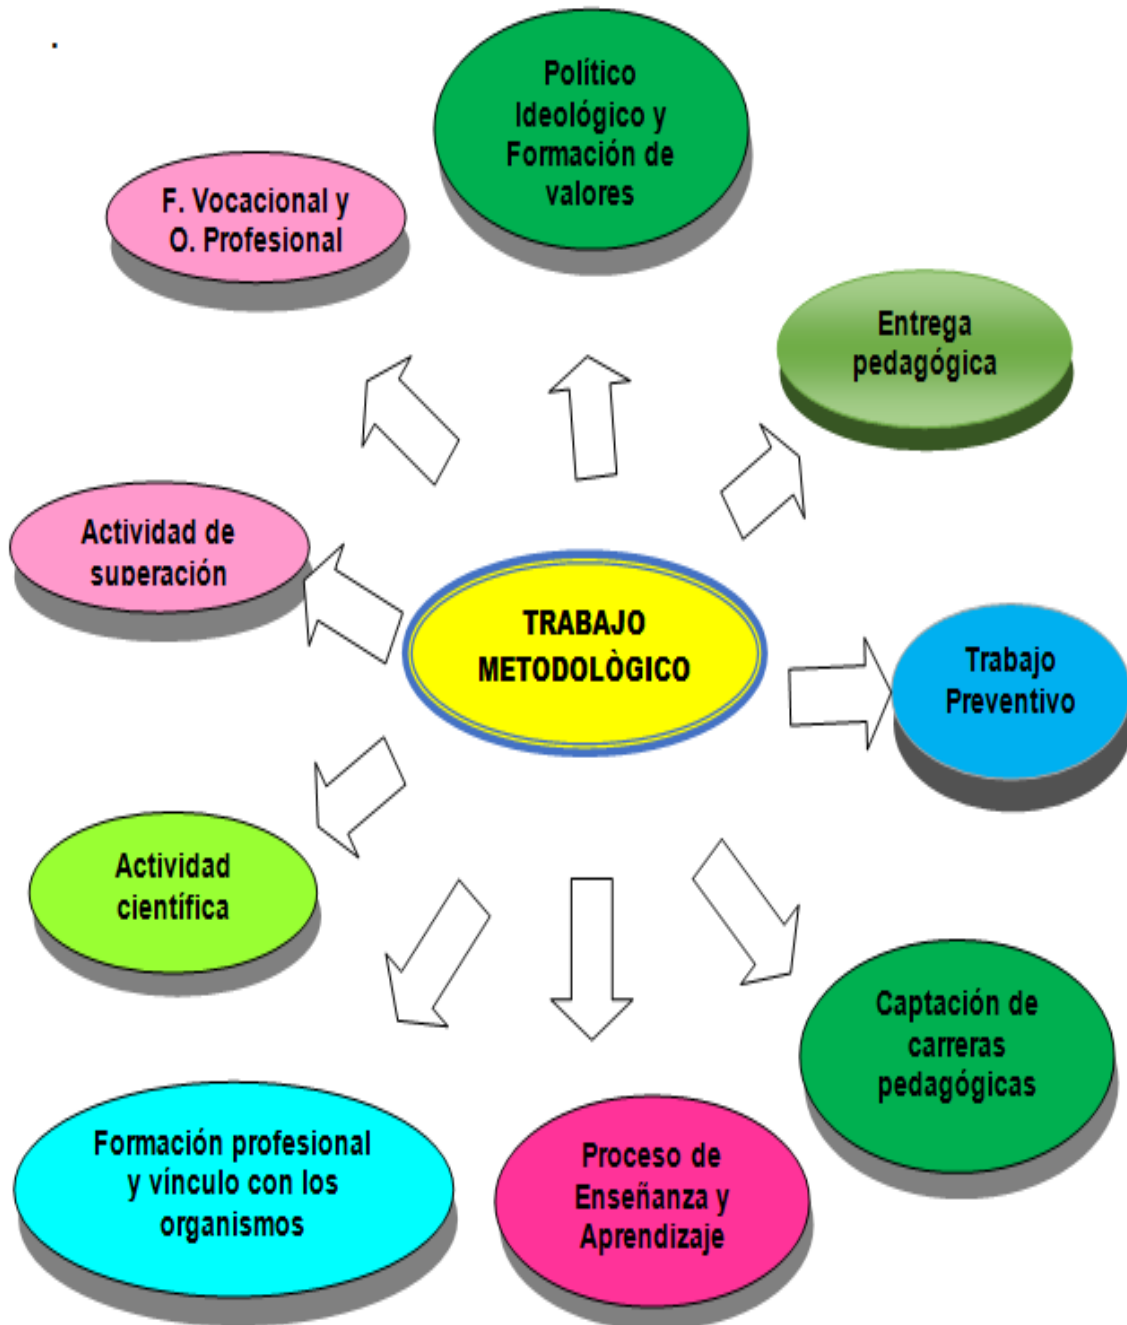 .
Político
Ideológico y
Formación de
valores
F. Vocacional y
O. Profesional
Entrega
pedagógica
Actividad de
superación
TRABAJO
METODOLÒGICO
Trabajo
Preventivo
Actividad
científica
Captación de
carreras
pedagógicas
Formación profesional
y vínculo con los
organismos
Proceso de
Enseñanza y
Aprendizaje